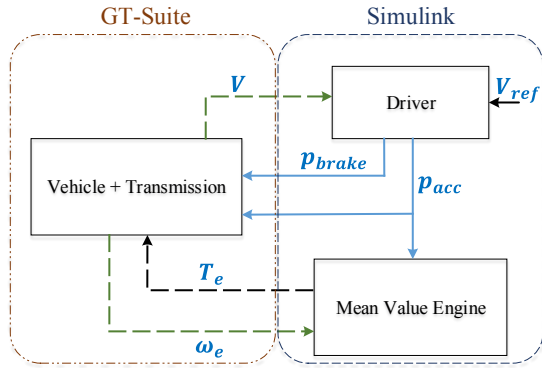 GT-Suite
Simulink
V
Driver
V_ref
p_brake
Vehicle + Transmission
p_acc
T_e
Mean Value Engine
ω_e